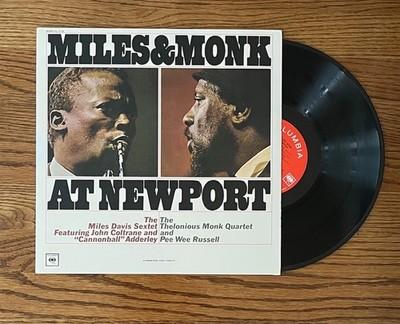 MILES&MONK
AT NEWPORT
The
Miles Davis Sextet
Featuring John Coltrane and
"Cannonball" Adderley
The
Thelonious Monk Quartet
and
Pee Wee Russell
COLUMBIA